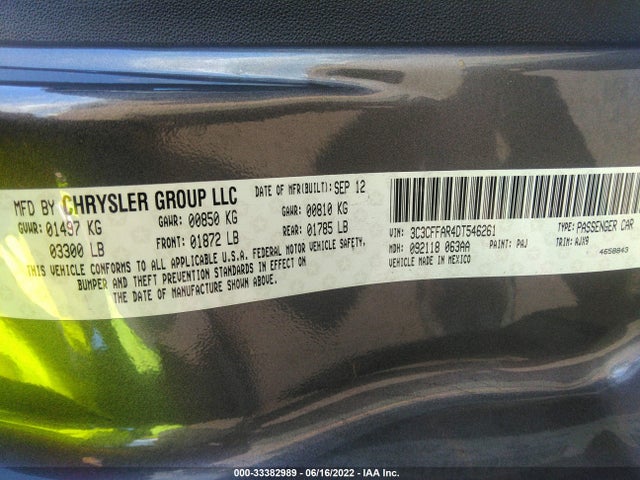 MFD BY CHRYSLER GROUP LLC DATE OF MFR(BUILT): SEP 12
GVWR: 01497 KG GAWR: 00850 KG GAWR: 00810 KG
03300 LB FRONT: 01872 LB REAR: 01785 LB
THIS VEHICLE CONFORMS TO ALL APPLICABLE U.S.A. FEDERAL MOTOR VEHICLE SAFETY,
BUMPER AND THEFT PREVENTION STANDARDS IN EFFECT ON
THE DATE OF MANUFACTURE SHOWN ABOVE.
VIN: 3C3CFFAR4DT546261 TYPE: PASSENGER CAR
MDH: 092118 063AA PAINT: PAJ TRIM: AJX9
VEHICLE MADE IN MEXICO 4658843
000-33382989 - 06/16/2022 - IAA Inc.